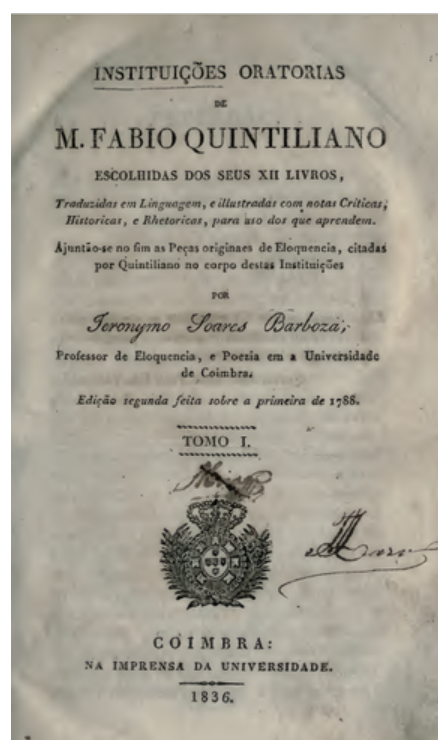 INSTITUIÇÕES ORATORIAS
DE
M. FABIO QUINTILIANO
ESCOLHIDAS DOS SEUS XII LIVROS,
Traduzidas em Linguagem, e illustradas com notas Criticas,
Historicas, e Rhetoricas, para uso dos que aprendem.
Ajuntão-se no fim as Peças originaes de Eloquencia, citadas
por Quintiliano no corpo destas Instituições
POR
Jeronymo Soares Barboza,
Professor de Eloquencia, e Poezia em a Universidade
de Coimbra.
Edição segunda feita sobre a primeira de 1788.
TOMO I.
COIMBRA:
NA IMPRENSA DA UNIVERSIDADE.
1836.